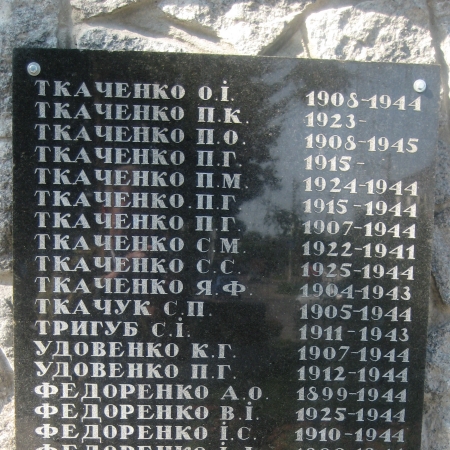 ТКАЧЕНКО О.І. 1908-1944
ТКАЧЕНКО П.К. 1923-
ТКАЧЕНКО П.О. 1908-1945
ТКАЧЕНКО П.Г. 1915-
ТКАЧЕНКО П.М. 1924-1944
ТКАЧЕНКО П.Г 1915-1944
ТКАЧЕНКО П.Г. 1907-1944
ТКАЧЕНКО С.М. 1922-1941
ТКАЧЕНКО С.С. 1925-1944
ТКАЧЕНКО Я.Ф. 1904-1943
ТКАЧУК С.П. 1905-1944
ТРИГУБ С.І. 1911-1943
УДОВЕНКО К.Г. 1907-1944
УДОВЕНКО П.Г. 1912-1944
ФЕДОРЕНКО А.О. 1899-1944
ФЕДОРЕНКО В.І. 1925-1944
ФЕДОРЕНКО І.С. 1910-1944
ФЕДОРЕНКО